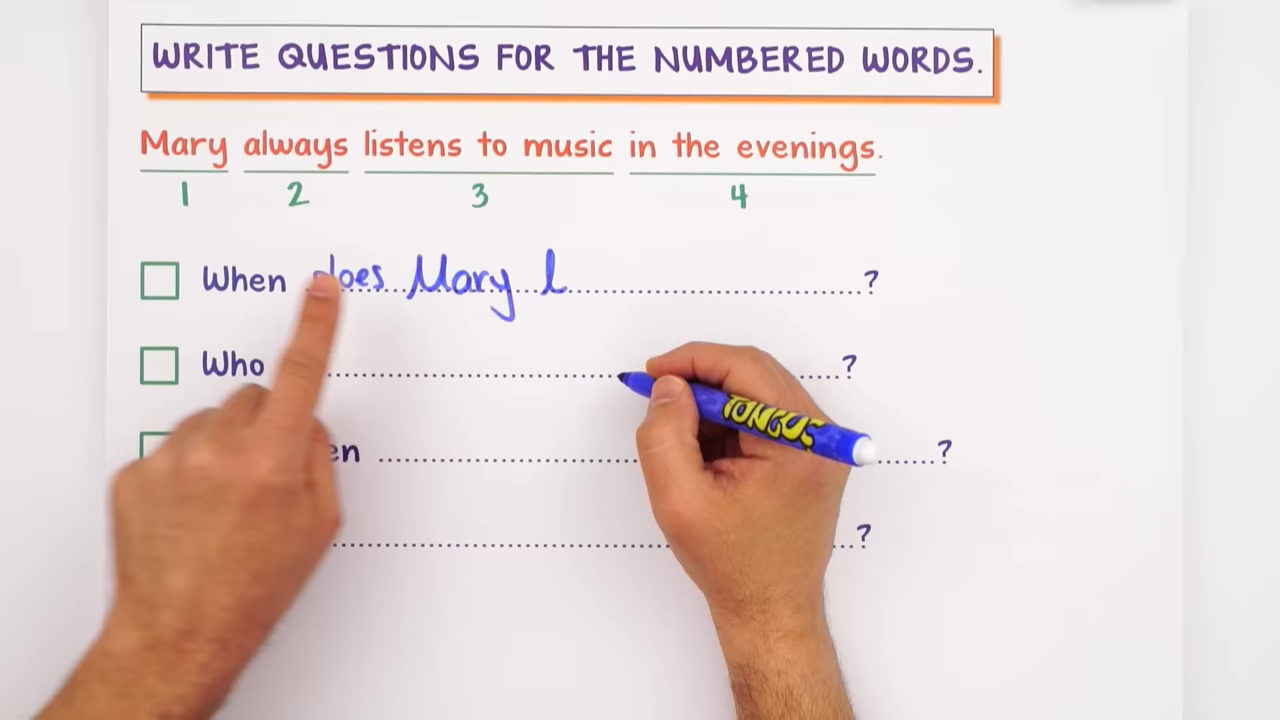 WRITE QUESTIONS FOR THE NUMBERED WORDS.
Mary always listens to music in the evenings.
1 2 3 4
When does Mary l ?
Who ?
en ?
?